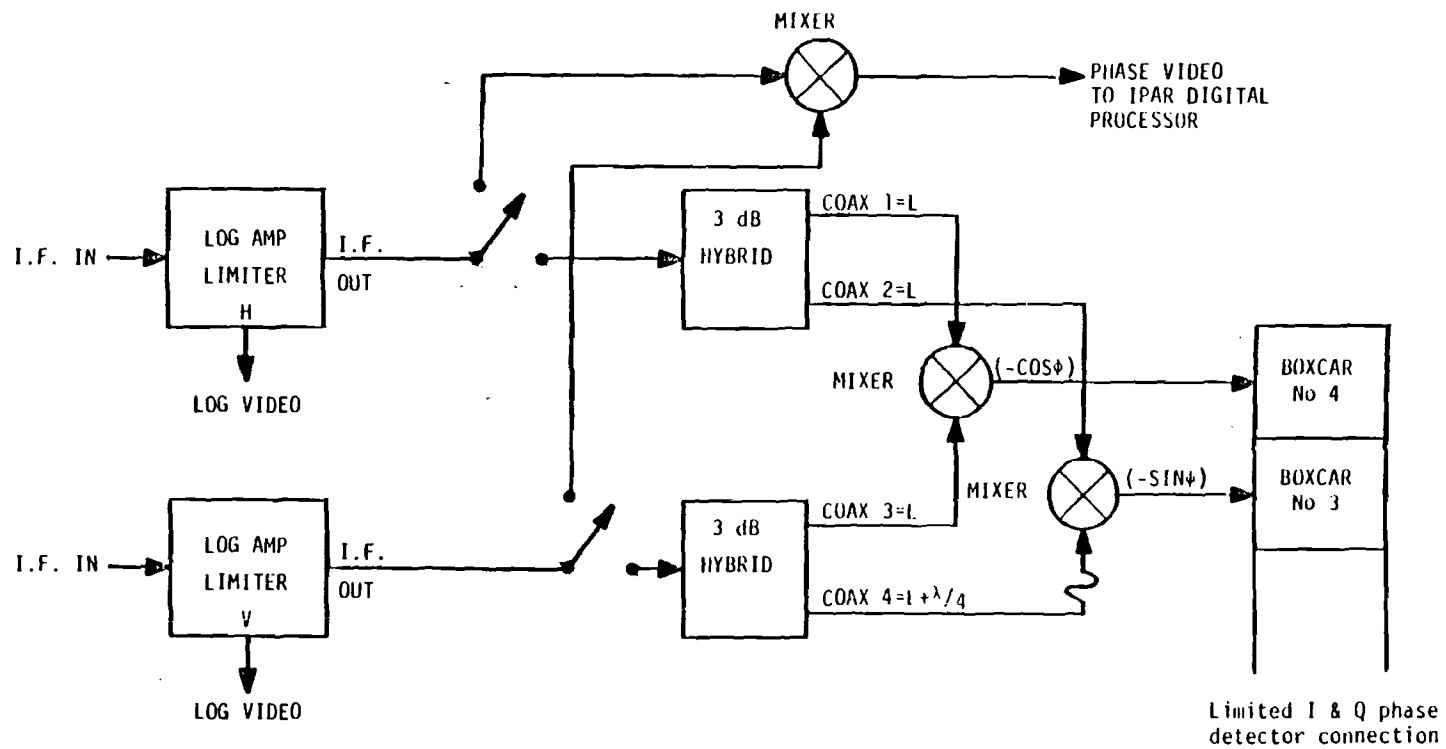 MIXER
PHASE VIDEO
TO IPAR DIGITAL
PROCESSOR
I.F. IN
LOG AMP
LIMITER
H
I.F.
OUT
LOG VIDEO
3 dB
HYBRID
COAX 1=L
COAX 2=L
MIXER
(-COSφ)
BOXCAR
No 4
I.F. IN
LOG AMP
LIMITER
V
I.F.
OUT
LOG VIDEO
3 dB
HYBRID
COAX 3=L
COAX 4=L+λ/4
MIXER
(-SINφ)
BOXCAR
No 3
Limited I & Q phase
detector connection